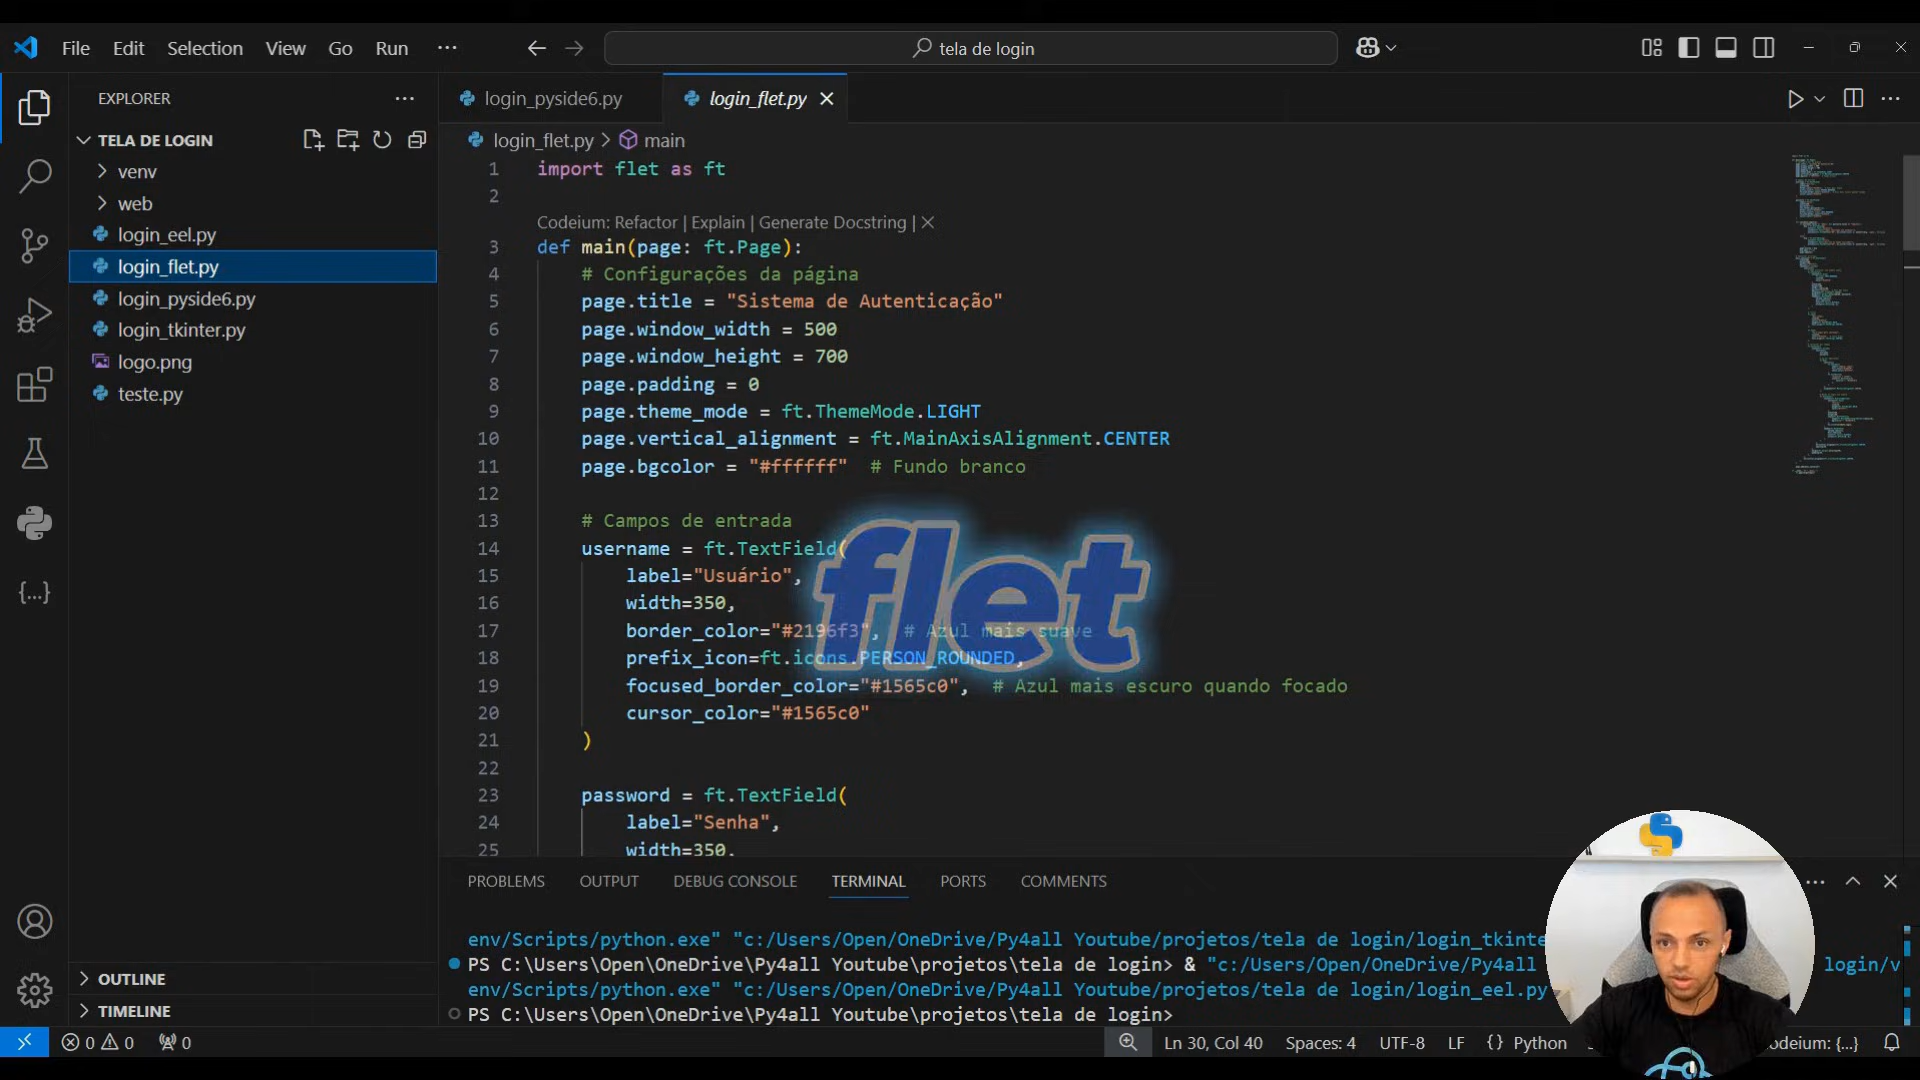 File Edit Selection View Go Run ··· tela de login
EXPLORER
TELA DE LOGIN
venv
web
login_eel.py
login_flet.py
login_pyside6.py
login_tkinter.py
logo.png
teste.py
OUTLINE
TIMELINE
login_pyside6.py login_flet.py
login_flet.py > main
1 import flet as ft
2
Codeium: Refactor | Explain | Generate Docstring | ×
3 def main(page: ft.Page):
4 # Configurações da página
5 page.title = "Sistema de Autenticação"
6 page.window_width = 500
7 page.window_height = 700
8 page.padding = 0
9 page.theme_mode = ft.ThemeMode.LIGHT
10 page.vertical_alignment = ft.MainAxisAlignment.CENTER
11 page.bgcolor = "#ffffff" # Fundo branco
12
13 # Campos de entrada
14 username = ft.TextField(
15 label="Usuário",
16 width=350,
17 border_color="#2196f3", # Azul mais suave
18 prefix_icon=ft.icons.PERSON_ROUNDED,
19 focused_border_color="#1565c0", # Azul mais escuro quando focado
20 cursor_color="#1565c0"
21 )
22
23 password = ft.TextField(
24 label="Senha",
25 width=350,
flet
PROBLEMS OUTPUT DEBUG CONSOLE TERMINAL PORTS COMMENTS
env/Scripts/python.exe" "c:/Users/Open/OneDrive/Py4all Youtube/projetos/tela de login/login_tkinte
PS C:\Users\Open\OneDrive\Py4all Youtube\projetos\tela de login> & "c:/Users/Open/OneDrive/Py4all login/v
env/Scripts/python.exe" "c:/Users/Open/OneDrive/Py4all Youtube/projetos/tela de login/login_eel.py
PS C:\Users\Open\OneDrive\Py4all Youtube\projetos\tela de login>
0 0 0 Ln 30, Col 40 Spaces: 4 UTF-8 LF {} Python odeium: {...}